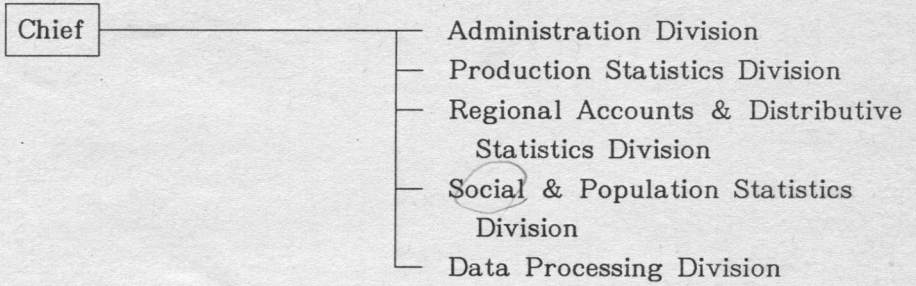 Chief
Administration Division
Production Statistics Division
Regional Accounts & Distributive
Statistics Division
Social & Population Statistics
Division
Data Processing Division